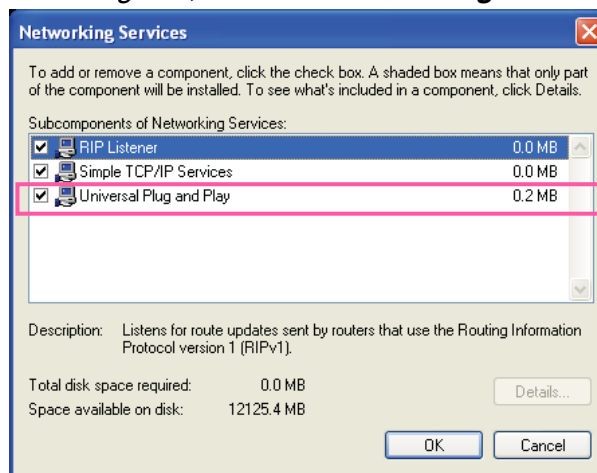 Networking Services
To add or remove a component, click the check box. A shaded box means that only part
of the component will be installed. To see what's included in a component, click Details.
Subcomponents of Networking Services:
RIP Listener 0.0 MB
Simple TCP/IP Services 0.0 MB
Universal Plug and Play 0.2 MB
Description: Listens for route updates sent by routers that use the Routing Information
Protocol version 1 (RIPv1).
Total disk space required: 0.0 MB
Details...
Space available on disk: 12125.4 MB
OK Cancel